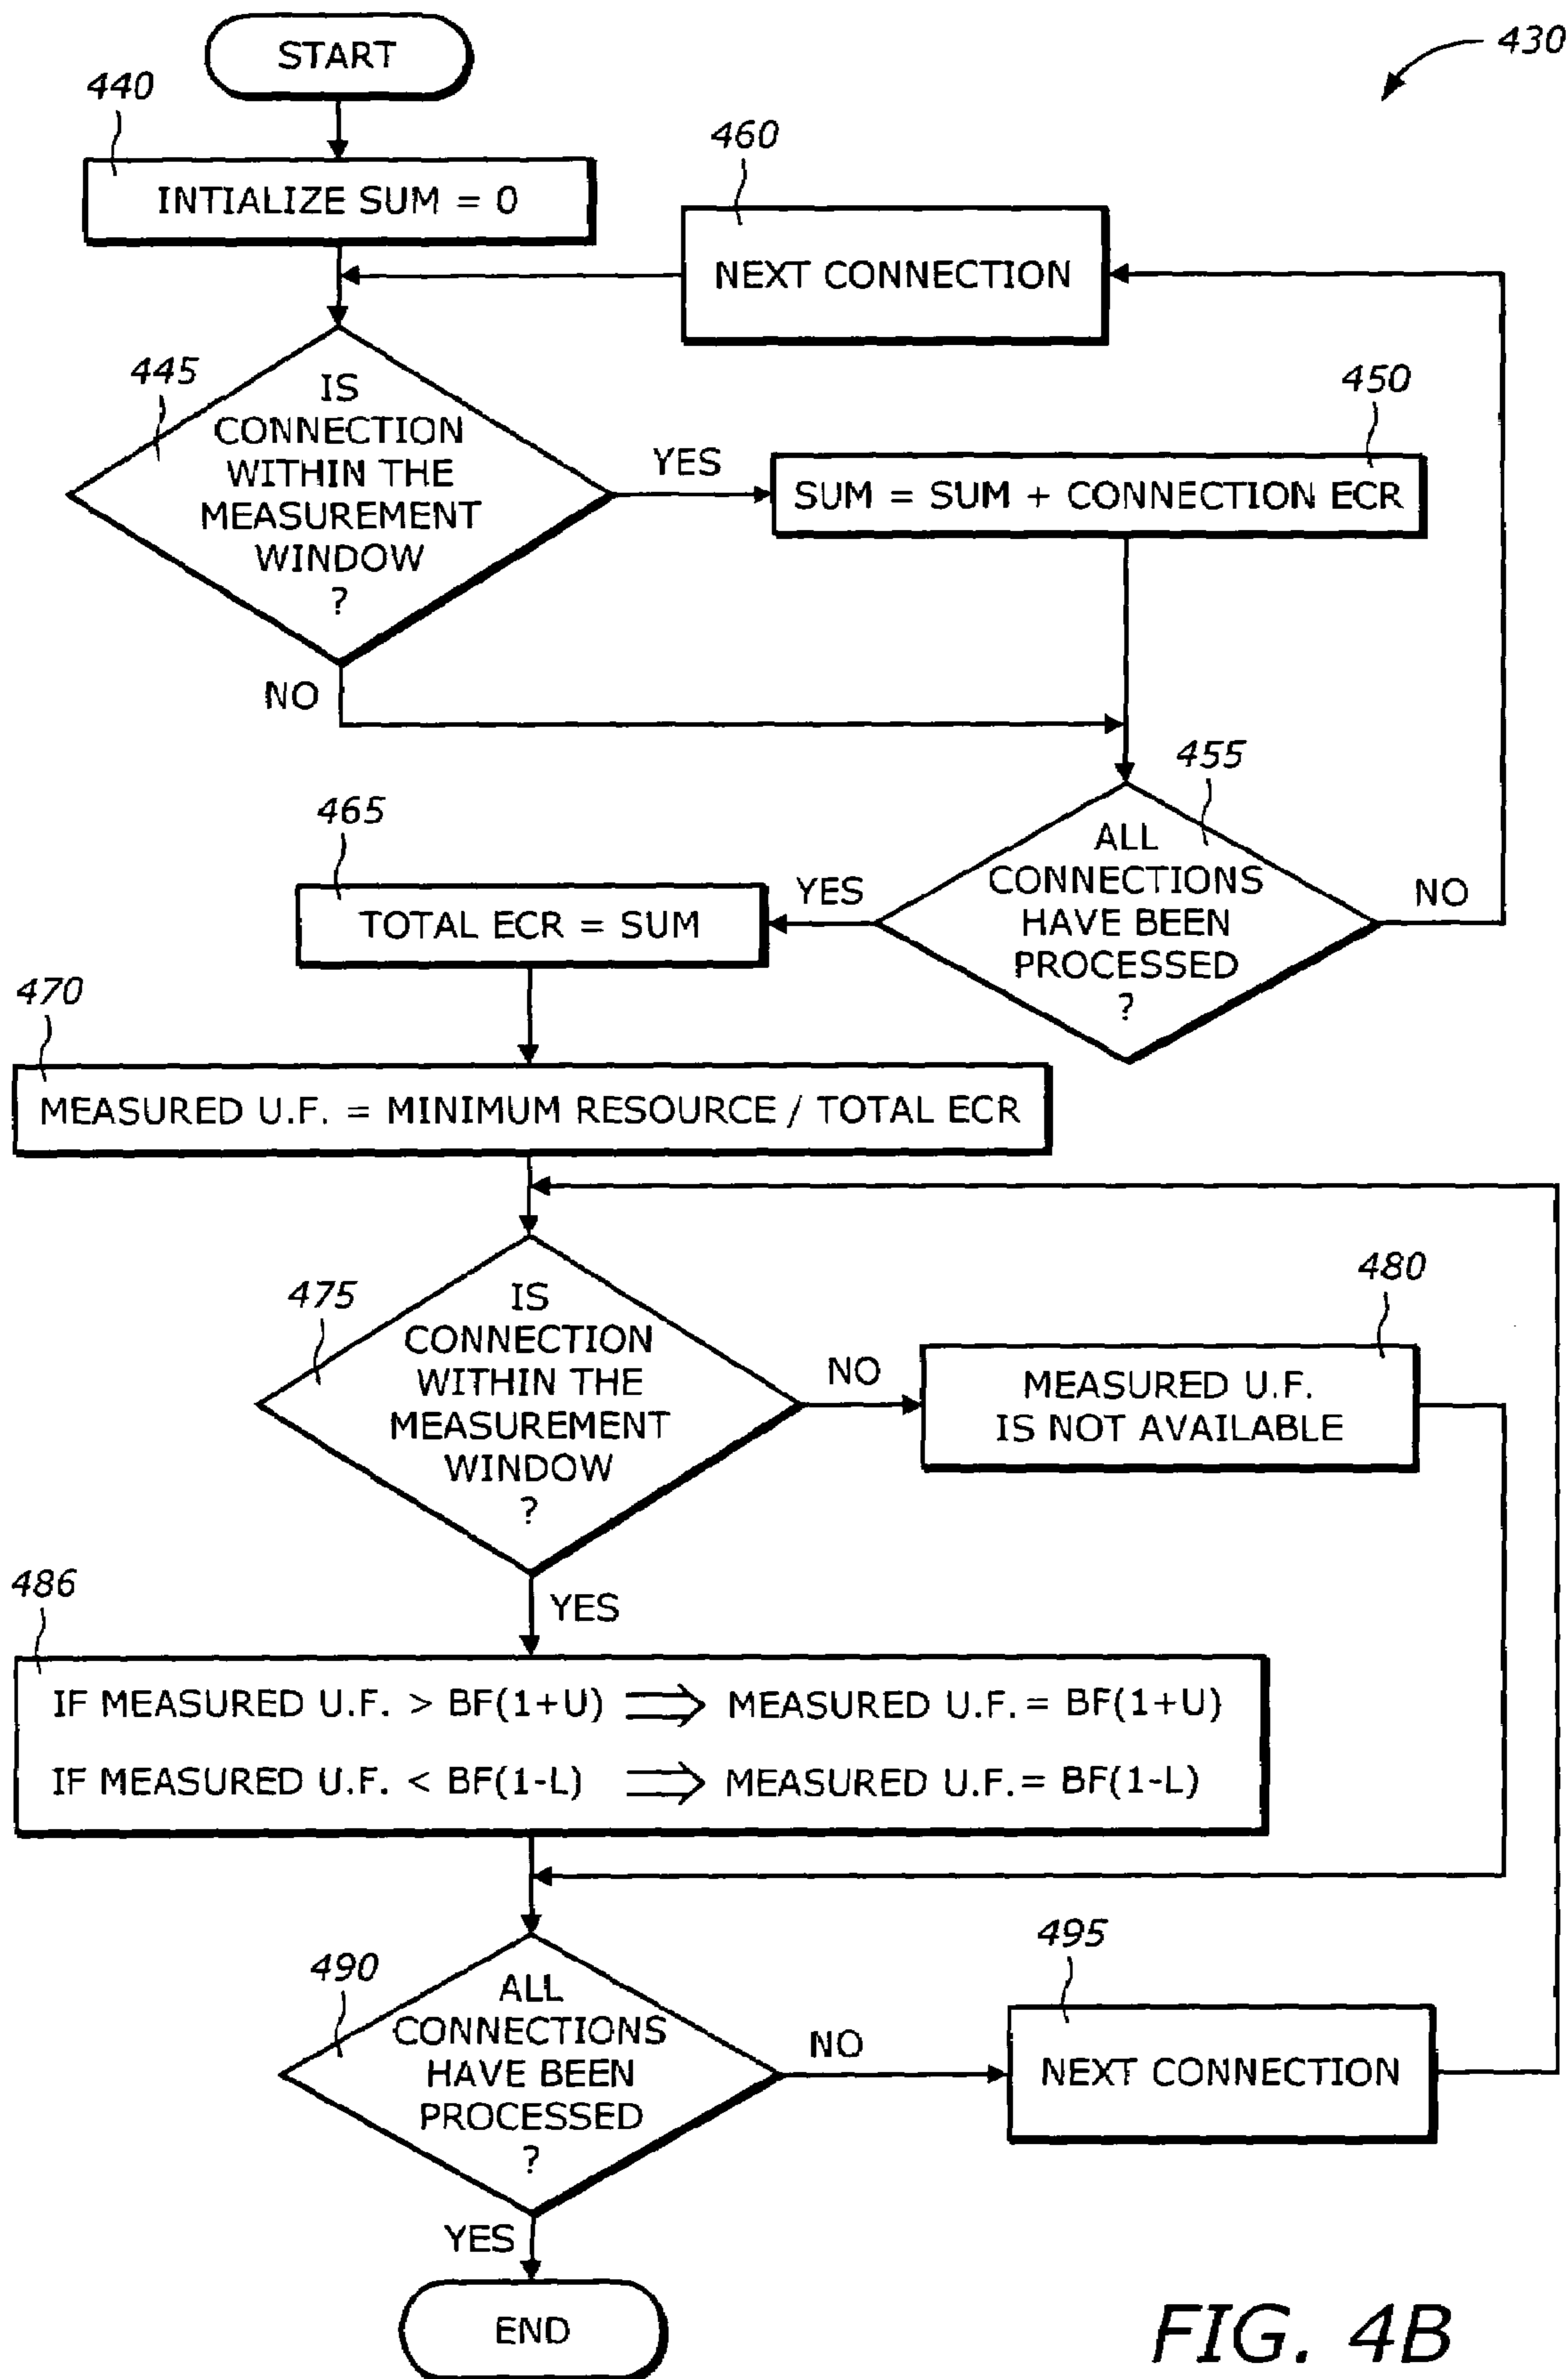 START
430
440
INTIALIZE SUM = 0
460
NEXT CONNECTION
445
IS
CONNECTION
WITHIN THE
MEASUREMENT
WINDOW
?
YES
450
SUM = SUM + CONNECTION ECR
NO
455
ALL
CONNECTIONS
HAVE BEEN
PROCESSED
?
NO
YES
465
TOTAL ECR = SUM
470
MEASURED U.F. = MINIMUM RESOURCE / TOTAL ECR
475
IS
CONNECTION
WITHIN THE
MEASUREMENT
WINDOW
?
NO
480
MEASURED U.F.
IS NOT AVAILABLE
YES
486
IF MEASURED U.F. > BF(1+U) ⟹ MEASURED U.F. = BF(1+U)
IF MEASURED U.F. < BF(1-L) ⟹ MEASURED U.F. = BF(1-L)
490
ALL
CONNECTIONS
HAVE BEEN
PROCESSED
?
NO
495
NEXT CONNECTION
YES
END
FIG. 4B